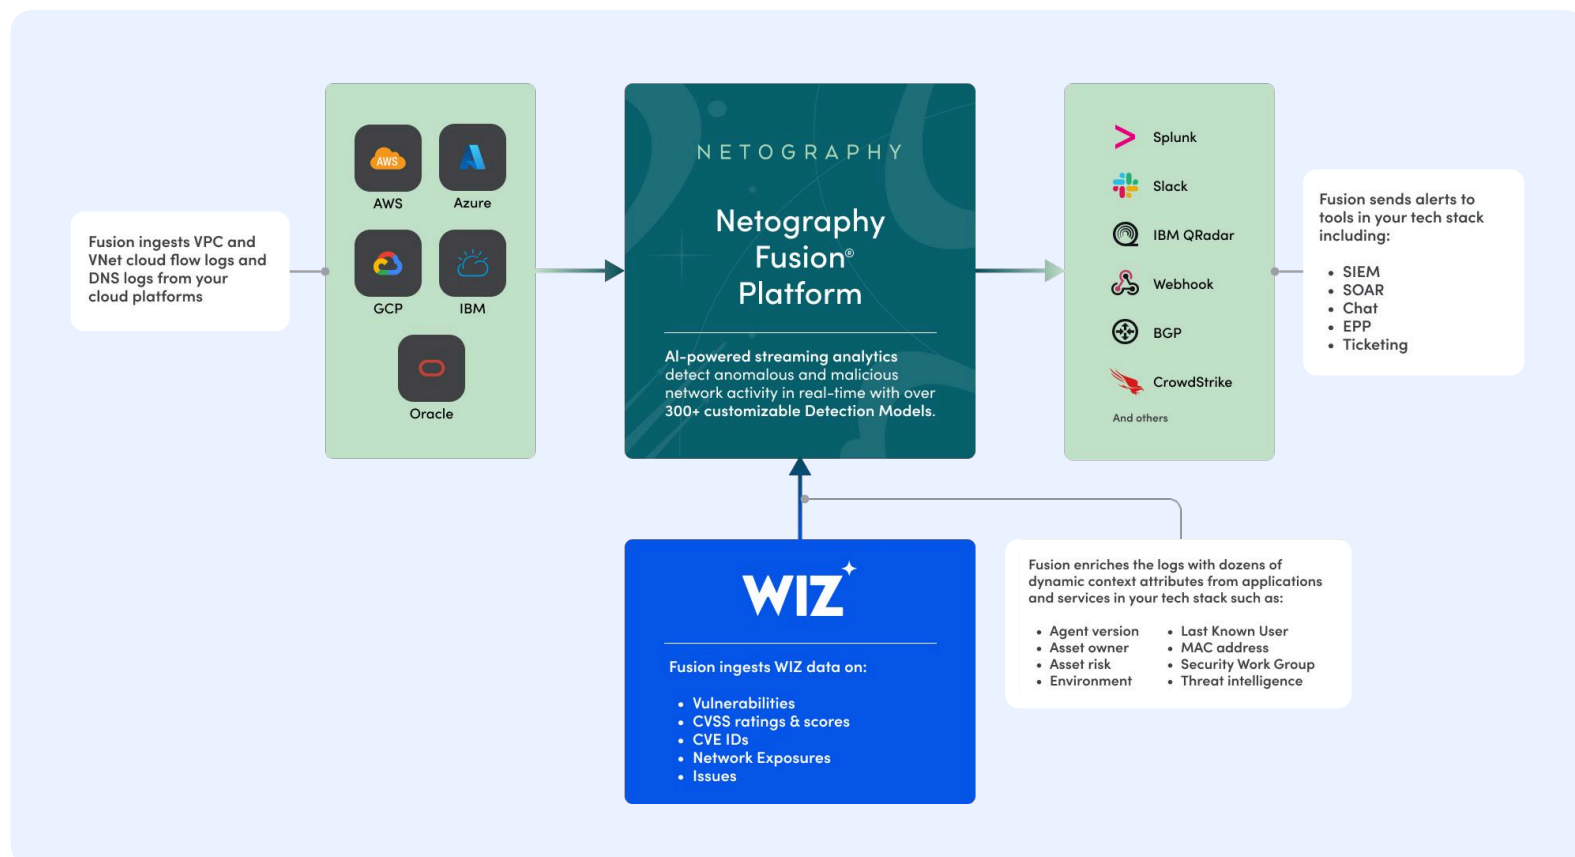 Fusion ingests VPC and
VNet cloud flow logs and
DNS logs from your
cloud platforms
AWS
AWS
Azure
GCP
IBM
Oracle
NETOGRAPHY
Netography
Fusion®
Platform
AI-powered streaming analytics
detect anomalous and malicious
network activity in real-time with over
300+ customizable Detection Models.
Splunk
Slack
IBM QRadar
Webhook
BGP
CrowdStrike
And others
Fusion sends alerts to
tools in your tech stack
including:
• SIEM
• SOAR
• Chat
• EPP
• Ticketing
WIZ
Fusion ingests WIZ data on:
• Vulnerabilities
• CVSS ratings & scores
• CVE IDs
• Network Exposures
• Issues
Fusion enriches the logs with dozens of
dynamic context attributes from applications
and services in your tech stack such as:
• Agent version
• Asset owner
• Asset risk
• Environment
• Last Known User
• MAC address
• Security Work Group
• Threat intelligence